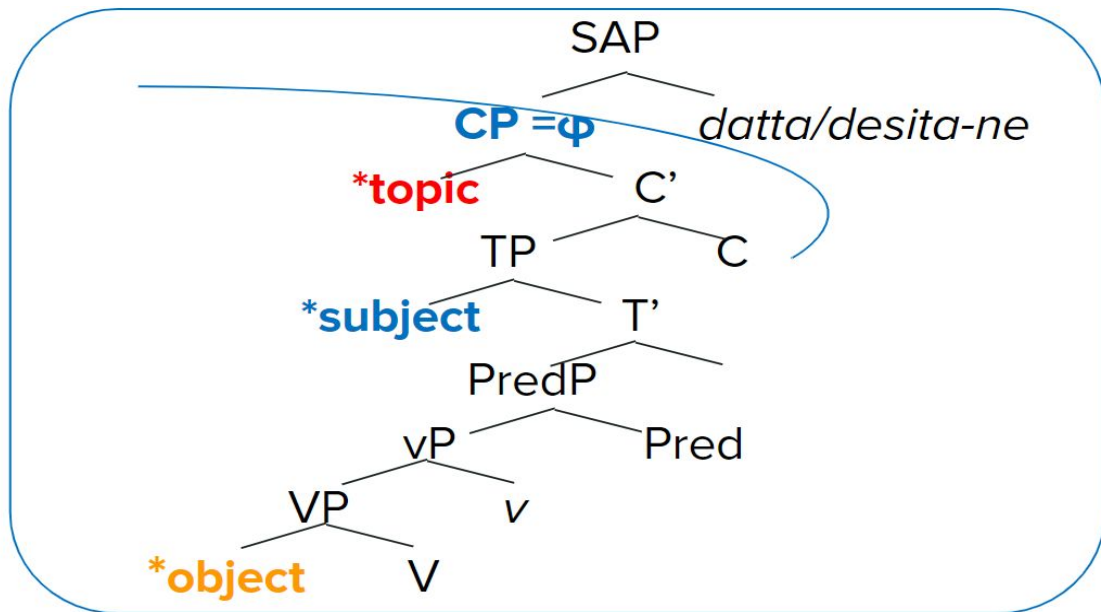 SAP
CP =φ datta/desita-ne
*topic C’
TP C
*subject T’
PredP
vP Pred
VP v
*object V